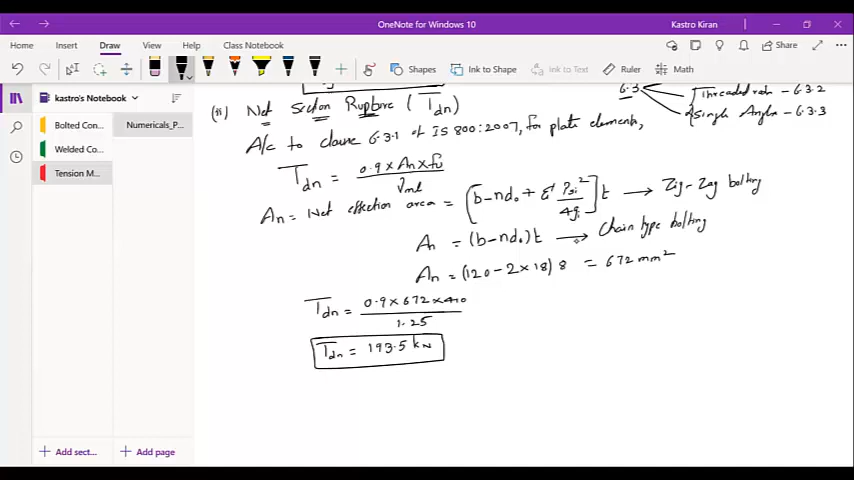 OneNote for Windows 10
Kastro Kiran
Home Insert Draw View Help Class Notebook
Share
Shapes Ink to Shape Ink to Text Ruler Math
kastro's Notebook
Bolted Con...
Welded Co...
Tension M...
Numericals_P...
Add sect...
Add page
6.3
Threaded rods - 6.3.2
Single Angles - 6.3.3
(ii) Net Section Rupture (Tdn)
A/c to clause 6.3.1 of IS 800:2007, for plate elements,
Tdn = 0.9 × An × fu / γml
An = Net effection area = [b - nd₀ + Σ Psi² / 4gi] t → Zig-Zag bolting
An = (b - nd₀)t → Chain type bolting
An = (120 - 2 × 18) 8 = 672 mm²
Tdn = 0.9 × 672 × 410 / 1.25
Tdn = 193.5 kN